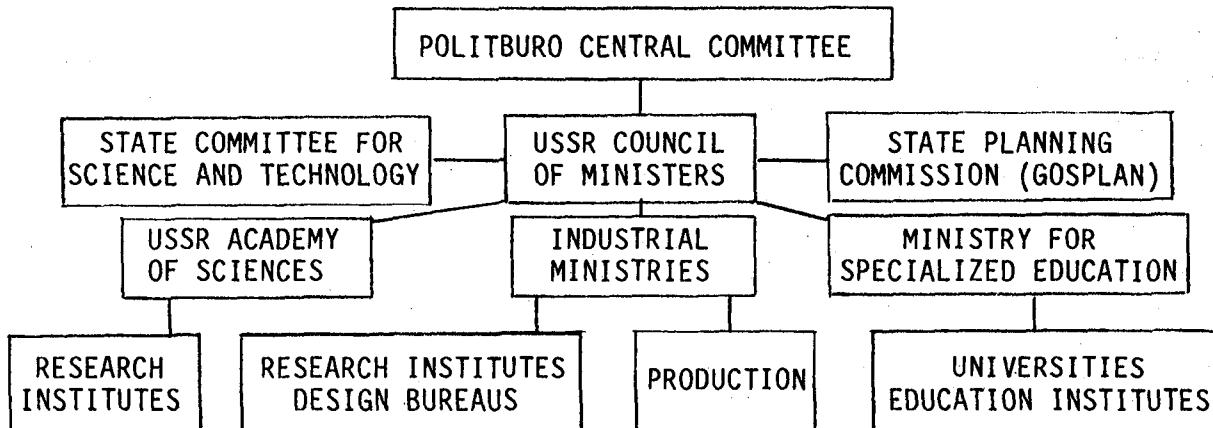 POLITBURO CENTRAL COMMITTEE
STATE COMMITTEE FOR
SCIENCE AND TECHNOLOGY
USSR COUNCIL
OF MINISTERS
STATE PLANNING
COMMISSION (GOSPLAN)
USSR ACADEMY
OF SCIENCES
INDUSTRIAL
MINISTRIES
MINISTRY FOR
SPECIALIZED EDUCATION
RESEARCH
INSTITUTES
RESEARCH INSTITUTES
DESIGN BUREAUS
PRODUCTION
UNIVERSITIES
EDUCATION INSTITUTES